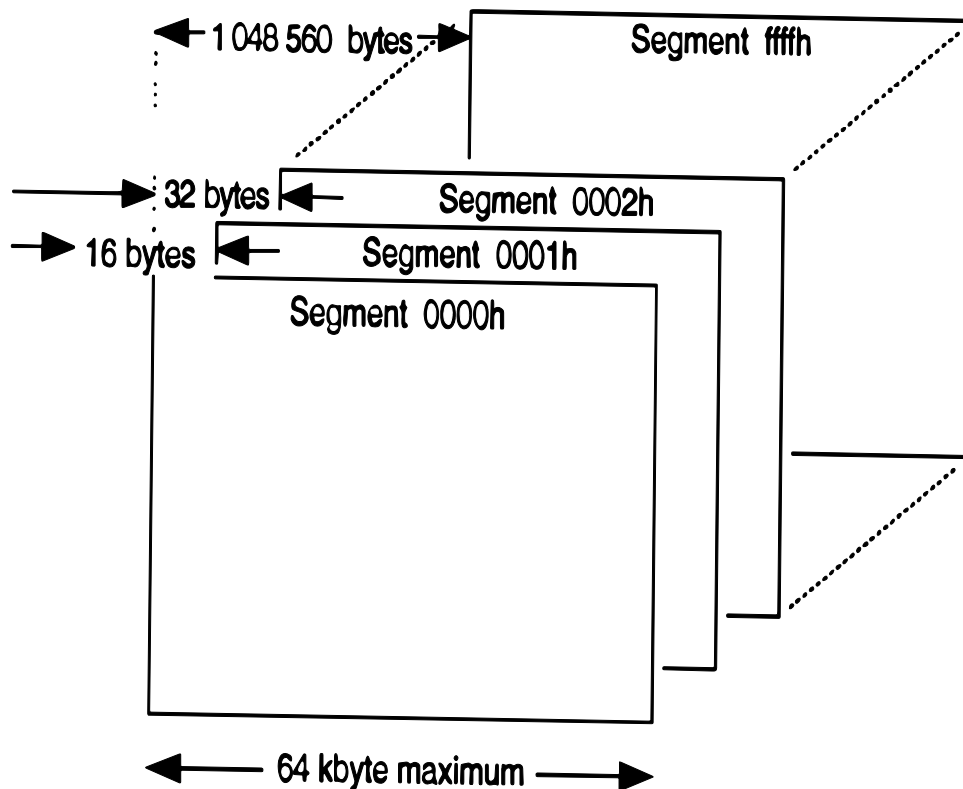 1 048 560 bytes
Segment ffffh
32 bytes
Segment 0002h
16 bytes
Segment 0001h
Segment 0000h
64 kbyte maximum